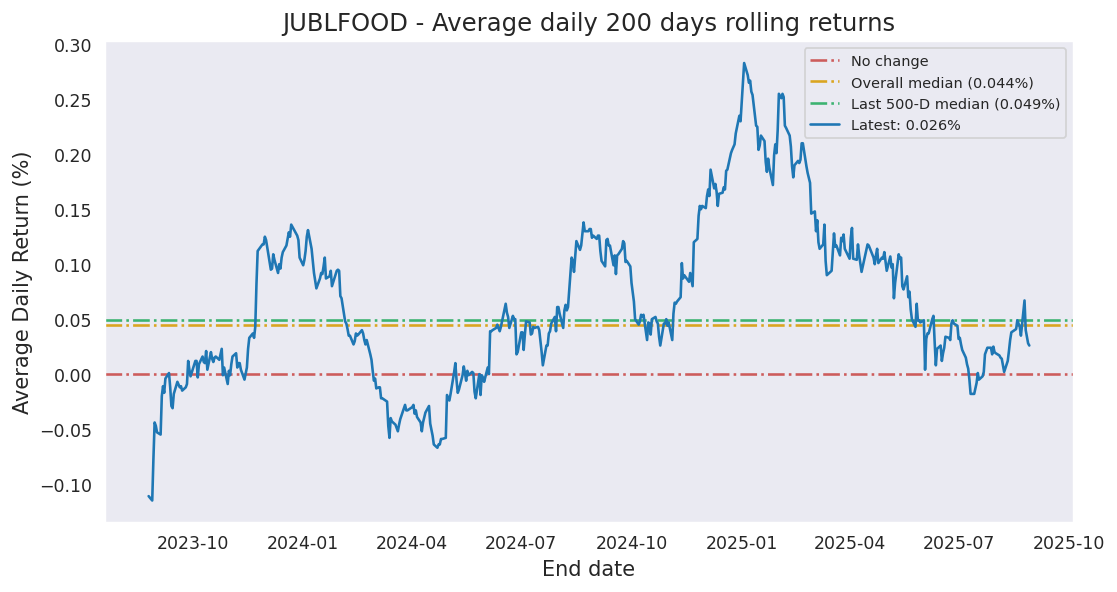 JUBLFOOD - Average daily 200 days rolling returns
Average Daily Return (%)
0.30
0.25
0.20
0.15
0.10
0.05
0.00
−0.05
−0.10
No change
Overall median (0.044%)
Last 500-D median (0.049%)
Latest: 0.026%
2023-10 2024-01 2024-04 2024-07 2024-10 2025-01 2025-04 2025-07 2025-10
End date